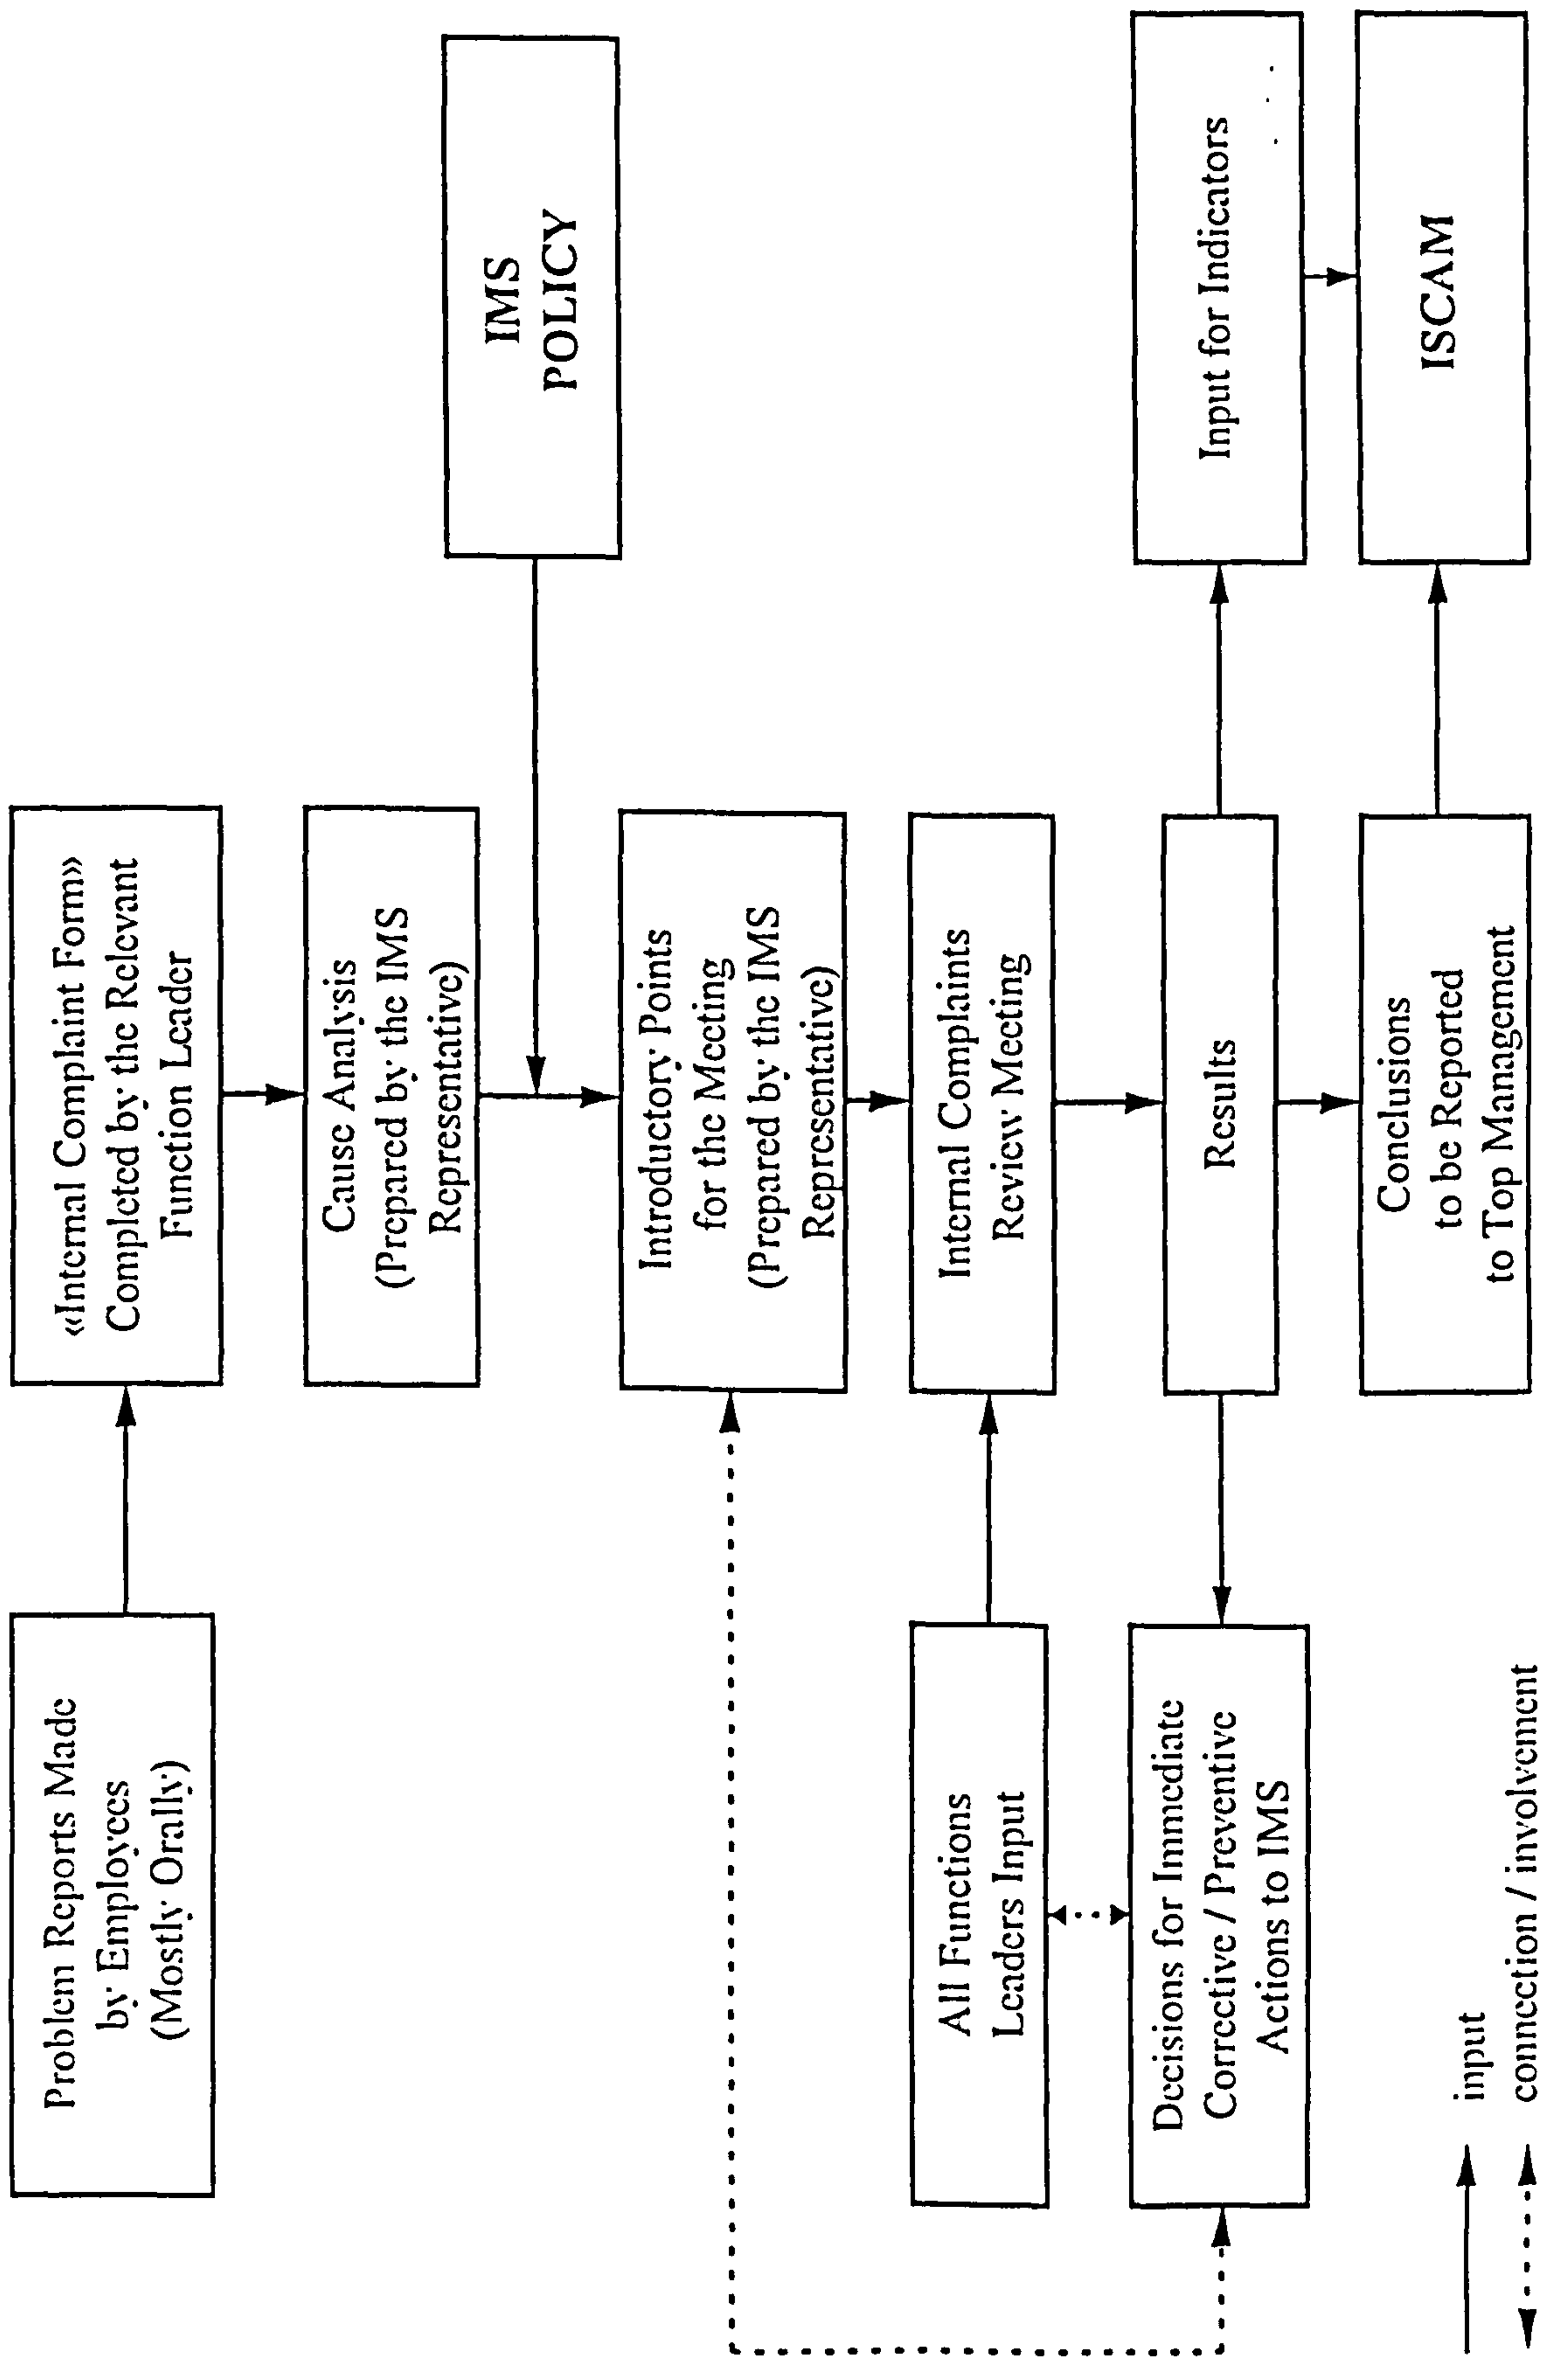 Problem Reports Made
by Employees
(Mostly Orally)
«Internal Complaint Form»
Completed by the Relevant
Function Leader
Cause Analysis
(Prepared by the IMS
Representative)
IMS
POLICY
Introductory Points
for the Meeting
(Prepared by the IMS
Representative)
All Functions
Leaders Input
Internal Complaints
Review Meeting
Decisions for Immediate
Corrective / Preventive
Actions to IMS
Results
Input for Indicators
Conclusions
to be Reported
to Top Management
ISCAM
input
connection / involvement